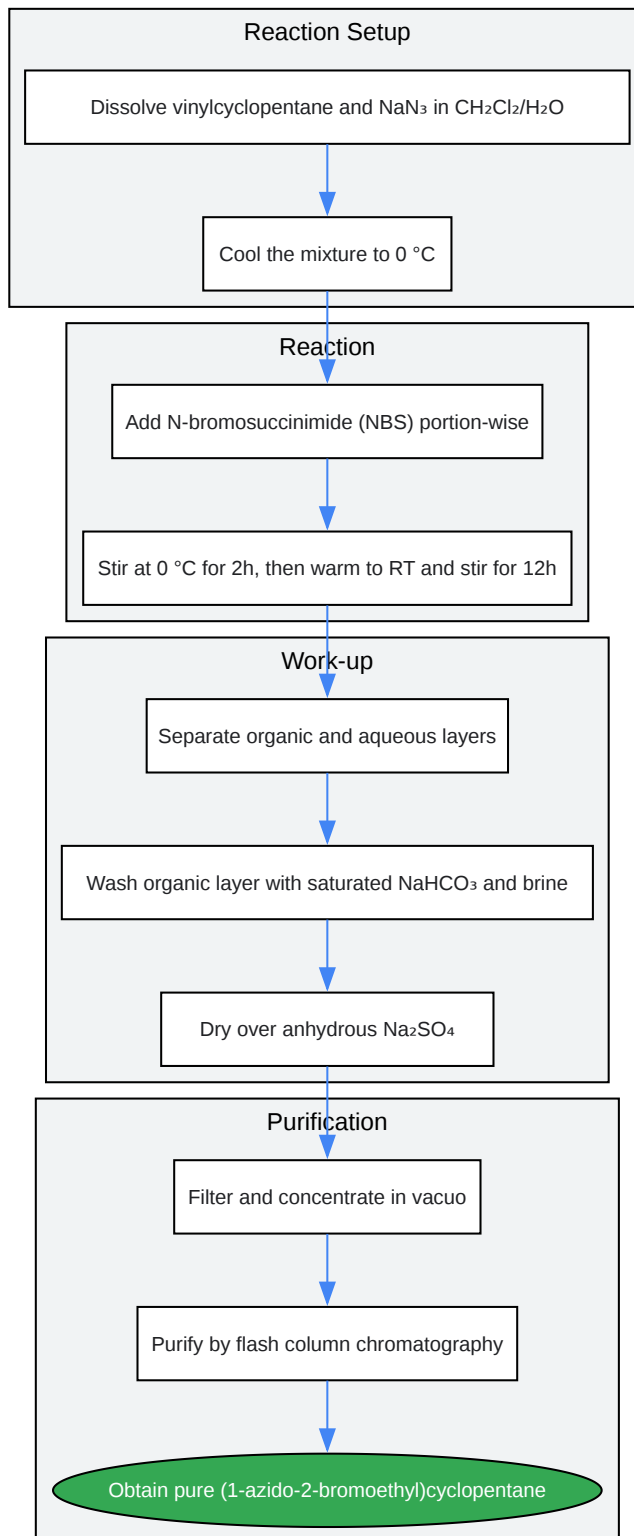 Reaction Setup
Dissolve vinylcyclopentane and NaN₃ in CH₂Cl₂/H₂O
Cool the mixture to 0 °C
Reaction
Add N-bromosuccinimide (NBS) portion-wise
Stir at 0 °C for 2h, then warm to RT and stir for 12h
Work-up
Separate organic and aqueous layers
Wash organic layer with saturated NaHCO₃ and brine
Dry over anhydrous Na₂SO₄
Purification
Filter and concentrate in vacuo
Purify by flash column chromatography
Obtain pure (1-azido-2-bromoethyl)cyclopentane